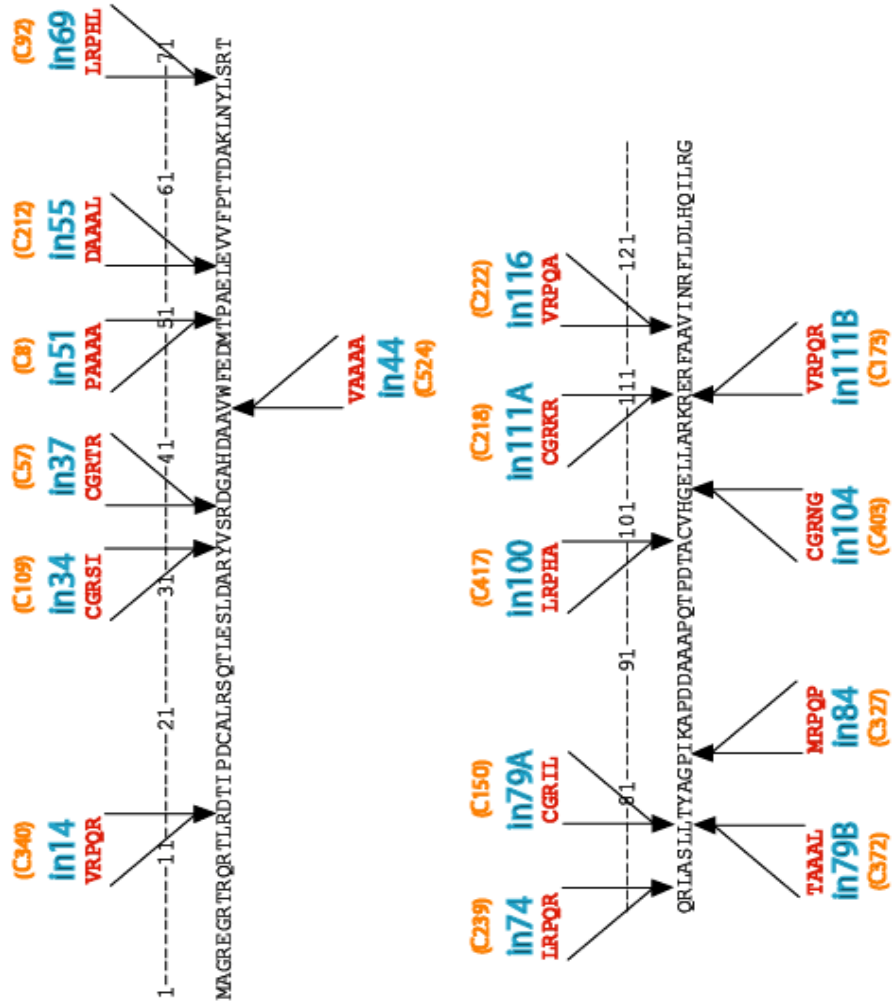 (C340) (C109) (C57) (C8) (C212) (C92)
in14 in34 in37 in51 in55 in69
VRPQR CGRSI CGRTR PAAAA DAAAL LRPHL
1---------11--------21--------31--------41--------51--------61--------71
MAGREGRTRQRTLRDTIPDCALRSQTLESLDARYVSRDGAHDAAVWFEDMTPAELEVVFPTTDAKLNYLSRT
VAAAA
in44
(C524)
(C239) (C150) (C417) (C218) (C222)
in74 in79A in100 in111A in116
LRPQR CGRIL LRPHA CGRKR VRPQA
--------81--------91--------101-------111-------121-------
QRLASLLTYAGPIKAPDDAAAPQTPDTACVHGELLARKRERFAAVINRFLDLHQILRG
TAAAL MRPQP CGRNG VRPQR
in79B in84 in104 in111B
(C372) (C327) (C403) (C173)